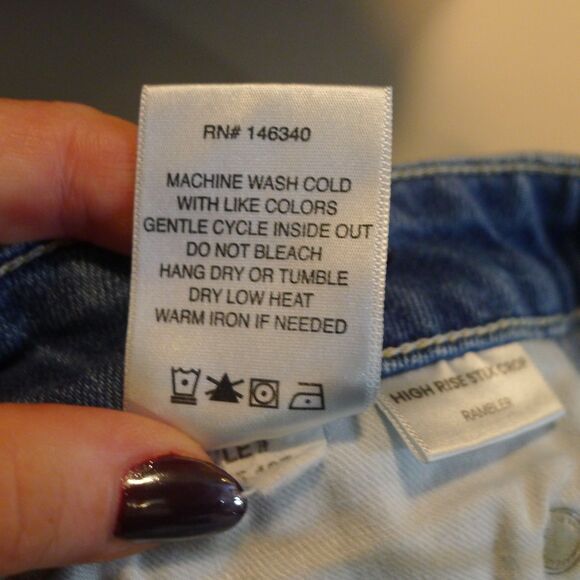 RN# 146340
MACHINE WASH COLD
WITH LIKE COLORS
GENTLE CYCLE INSIDE OUT
DO NOT BLEACH
HANG DRY OR TUMBLE
DRY LOW HEAT
WARM IRON IF NEEDED
HIGH RISE STLX CROP
RAMBLER